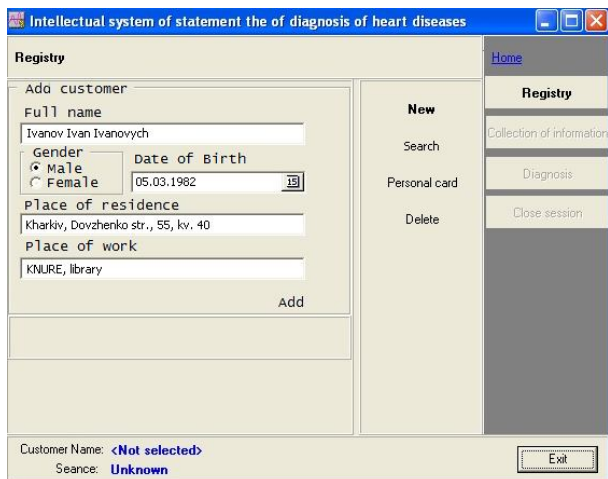 Intellectual system of statement the of diagnosis of heart diseases
Registry
Home
Add customer
Full name
Ivanov Ivan Ivanovych
Gender
Male
Female
Date of Birth
05.03.1982
15
Place of residence
Kharkiv, Dovzhenko str., 55, kv. 40
Place of work
KNURE, library
Add
New
Search
Personal card
Delete
Registry
Collection of information
Diagnosis
Close session
Customer Name: <Not selected>
Seance: Unknown
Exit